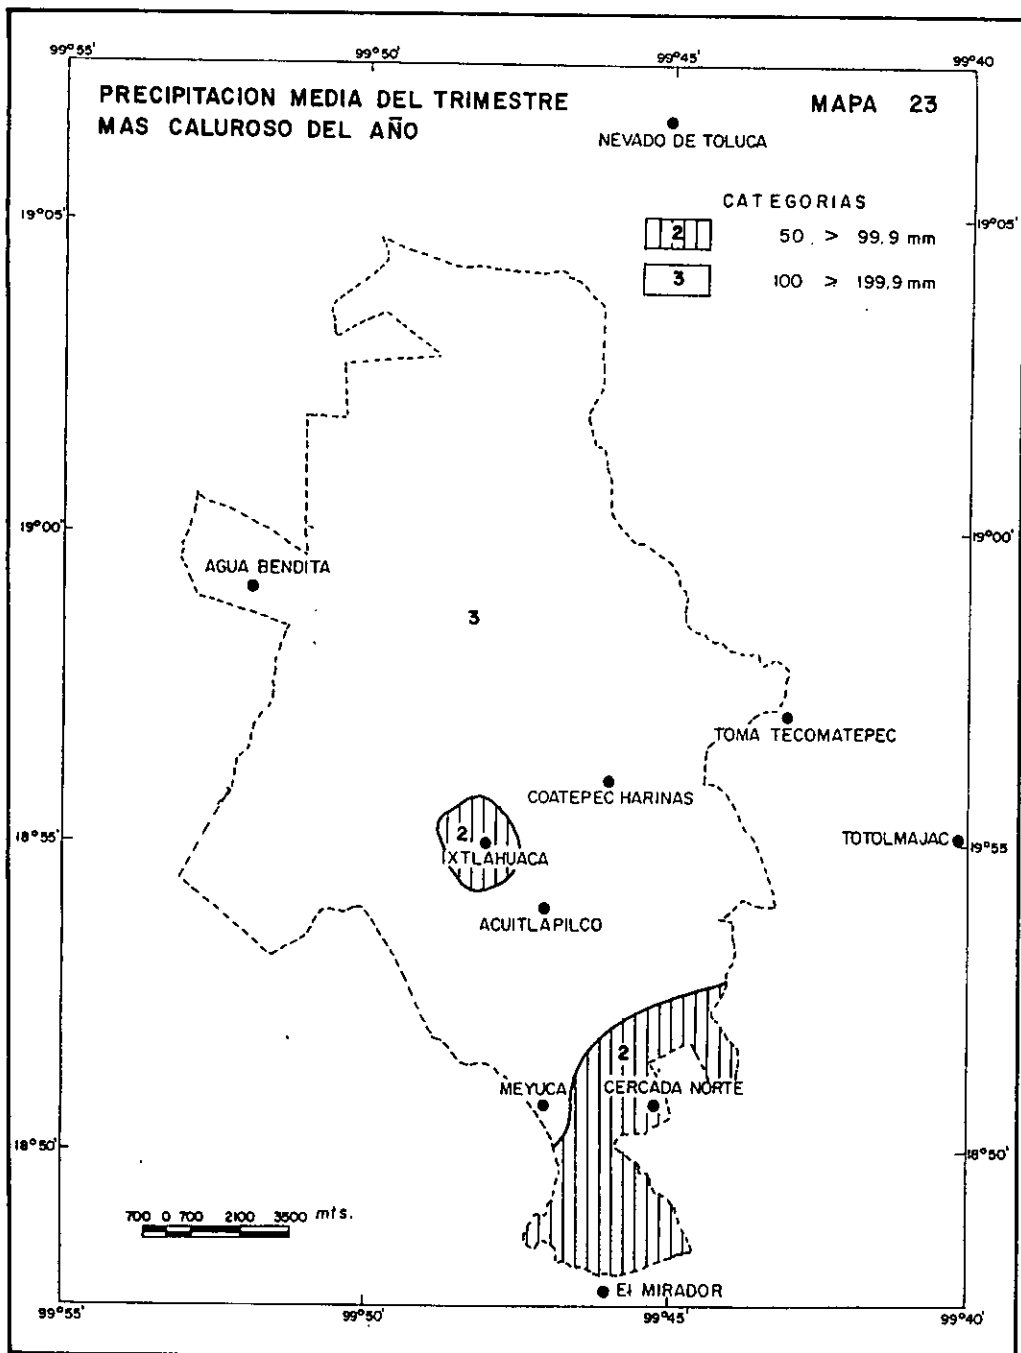 99°55'
99°50'
99°45'
99°40'
PRECIPITACION MEDIA DEL TRIMESTRE
MAS CALUROSO DEL AÑO
MAPA 23
NEVADO DE TOLUCA
CATEGORIAS
2 50 > 99.9 mm
3 100 ≥ 199.9 mm
19°05'
19°05'
19°00'
19°00'
AGUA BENDITA
3
TOMA TECOMATEPEC
COATEPEC HARINAS
18°55'
2
IXTLAHUACA
TOTOLMAJAC
19°55
ACUITLAPILCO
2
MEYUCA
CERCADA NORTE
18°50'
18°50'
700 0 700 2100 3500 mts.
El MIRADOR
99°55'
99°50'
99°45'
99°40'